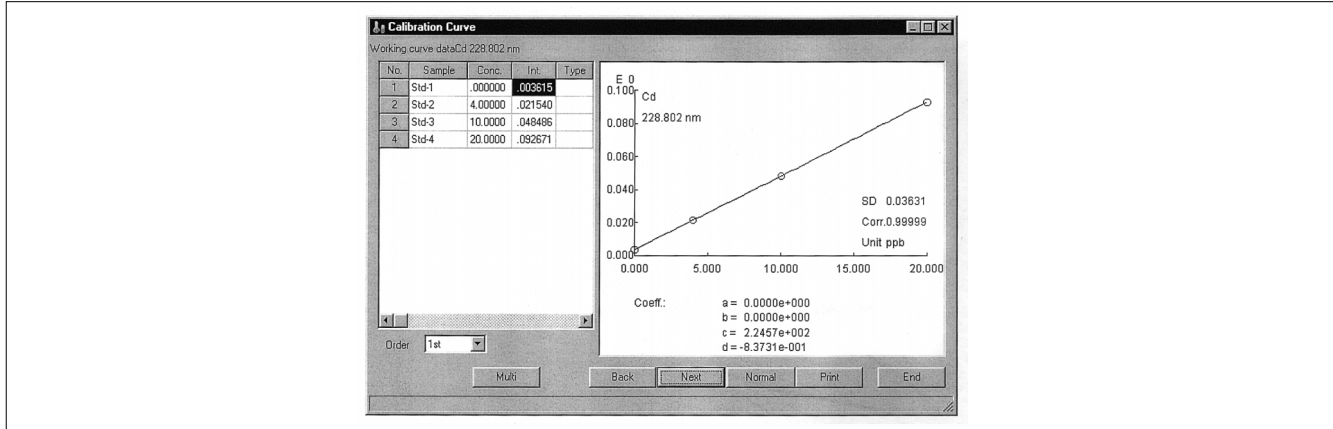 Calibration Curve
Working curve dataCd 228.802 nm
No. Sample Conc. Int. Type
1 Std-1 .000000 .003615
2 Std-2 4.00000 .021540
3 Std-3 10.0000 .048486
4 Std-4 20.0000 .092671
E 0
0.100
Cd
228.802 nm
0.080
0.060
0.040
SD 0.03631
0.020
Corr.0.99999
Unit ppb
0.000
0.000 5.000 10.000 15.000 20.000
Coeff.: a = 0.0000e+000
b = 0.0000e+000
c = 2.2457e+002
d =-8.3731e-001
Order 1st
Multi Back Next Normal Print End